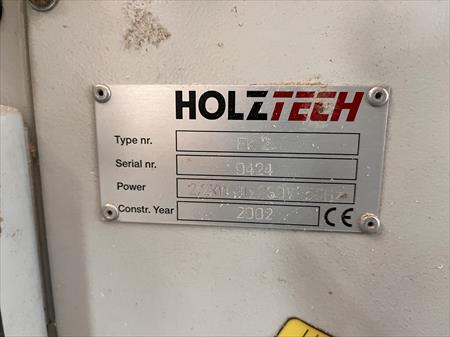 HOLZTECH
Type nr.
Serial nr. 0424
Power
Constr. Year 2002 CE